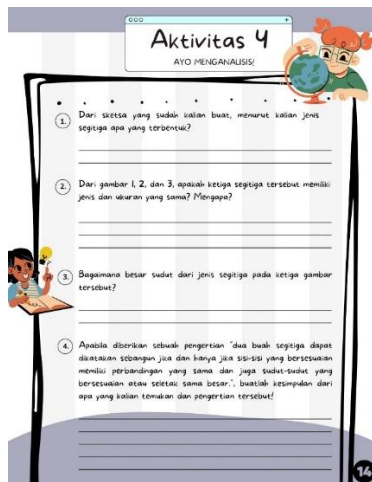 Aktivitas 4
AYO MENGANALISIS!
1. Dari sketsa yang sudah kalian buat, menurut kalian jenis
segitiga apa yang terbentuk?
2. Dari gambar 1, 2, dan 3, apakah ketiga segitiga tersebut memiliki
jenis dan ukuran yang sama? Mengapa?
3. Bagaimana besar sudut dari jenis segitiga pada ketiga gambar
tersebut?
4. Apabila diberikan sebuah pengertian "dua buah segitiga dapat
dikatakan sebangun jika dan hanya jika sisi-sisi yang bersesuaian
memiliki perbandingan yang sama dan juga sudut-sudut yang
bersesuaian atau seletak sama besar.", buatlah kesimpulan dari
apa yang kalian temukan dan pengertian tersebut!
14